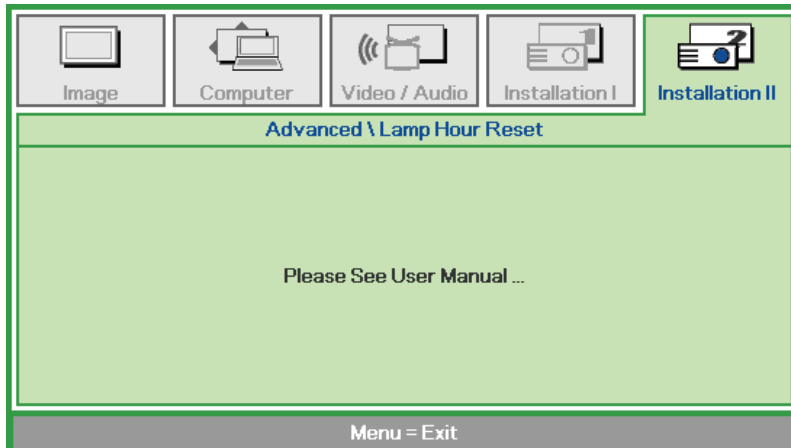 Image
Computer
Video / Audio
Installation I
Installation II
Advanced \ Lamp Hour Reset
Please See User Manual ...
Menu = Exit